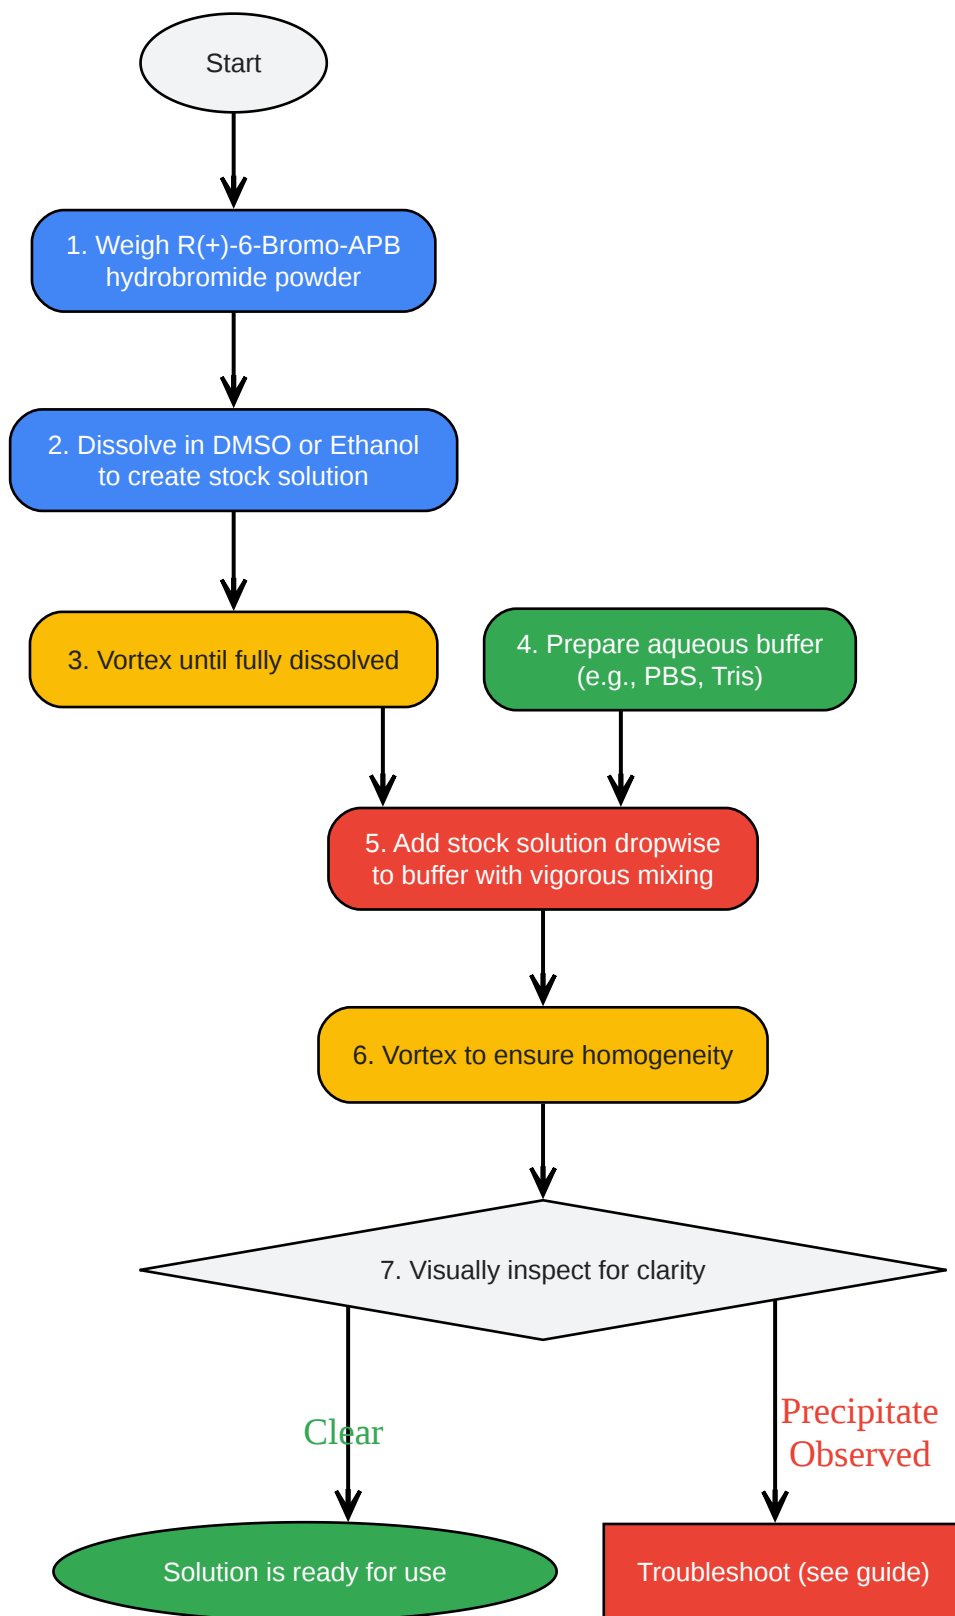 Start
1. Weigh R(+)-6-Bromo-APB
hydrobromide powder
2. Dissolve in DMSO or Ethanol
to create stock solution
3. Vortex until fully dissolved
4. Prepare aqueous buffer
(e.g., PBS, Tris)
5. Add stock solution dropwise
to buffer with vigorous mixing
6. Vortex to ensure homogeneity
7. Visually inspect for clarity
Clear
Precipitate
Observed
Solution is ready for use
Troubleshoot (see guide)